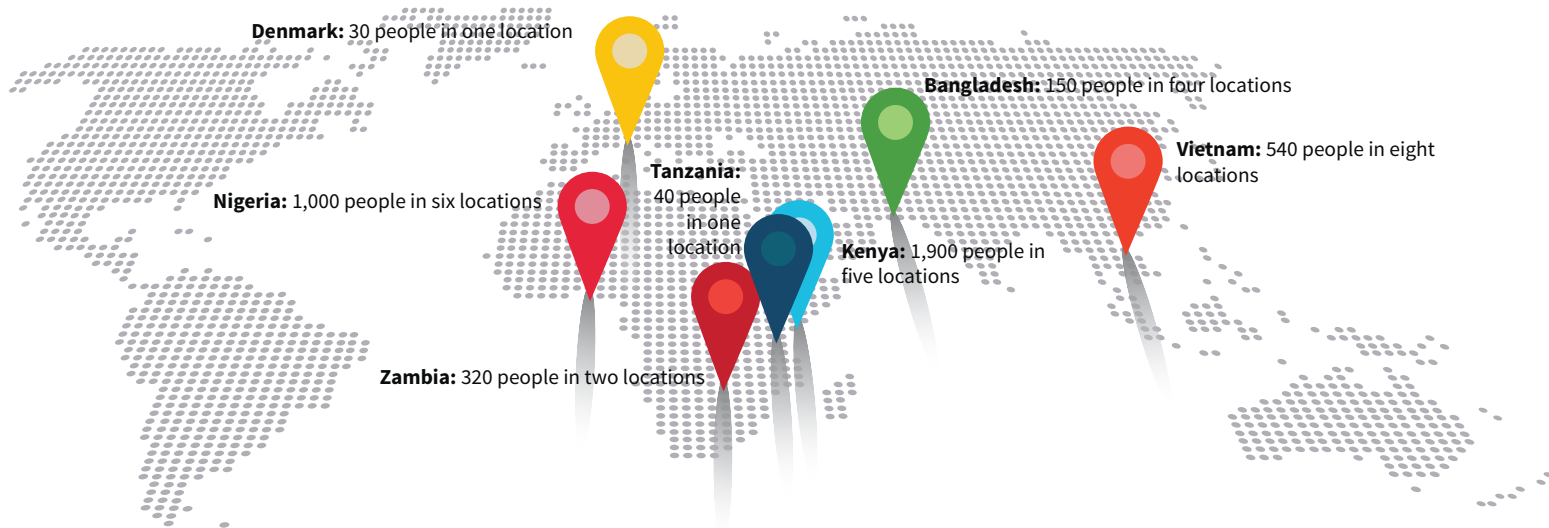 Denmark: 30 people in one location
Bangladesh: 150 people in four locations
Vietnam: 540 people in eight
locations
Tanzania:
40 people
in one
location
Nigeria: 1,000 people in six locations
Kenya: 1,900 people in
five locations
Zambia: 320 people in two locations